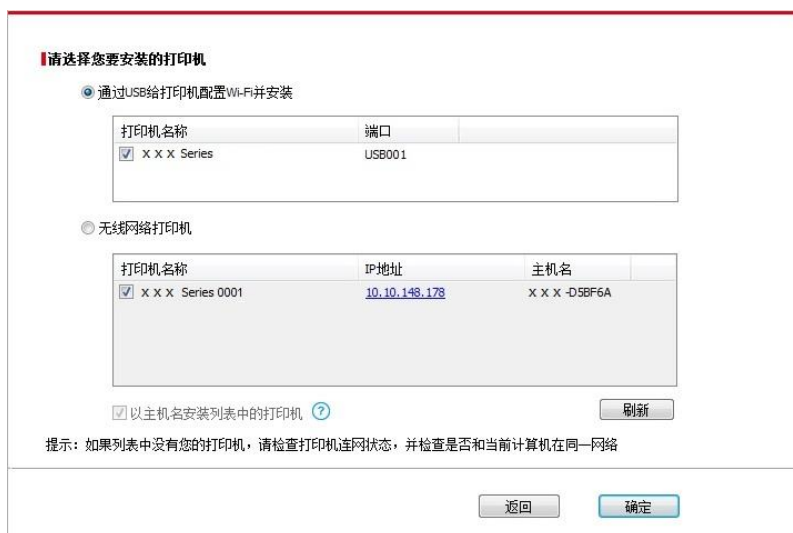 请选择您要安装的打印机
通过USB给打印机配置Wi-Fi并安装
打印机名称 端口
X X X Series USB001
无线网络打印机
打印机名称 IP地址 主机名
X X X Series 0001 10.10.148.178 X X X -D5BF6A
以主机名安装列表中的打印机 ?
刷新
提示：如果列表中没有您的打印机，请检查打印机连网状态，并检查是否和当前计算机在同一网络
返回 确定